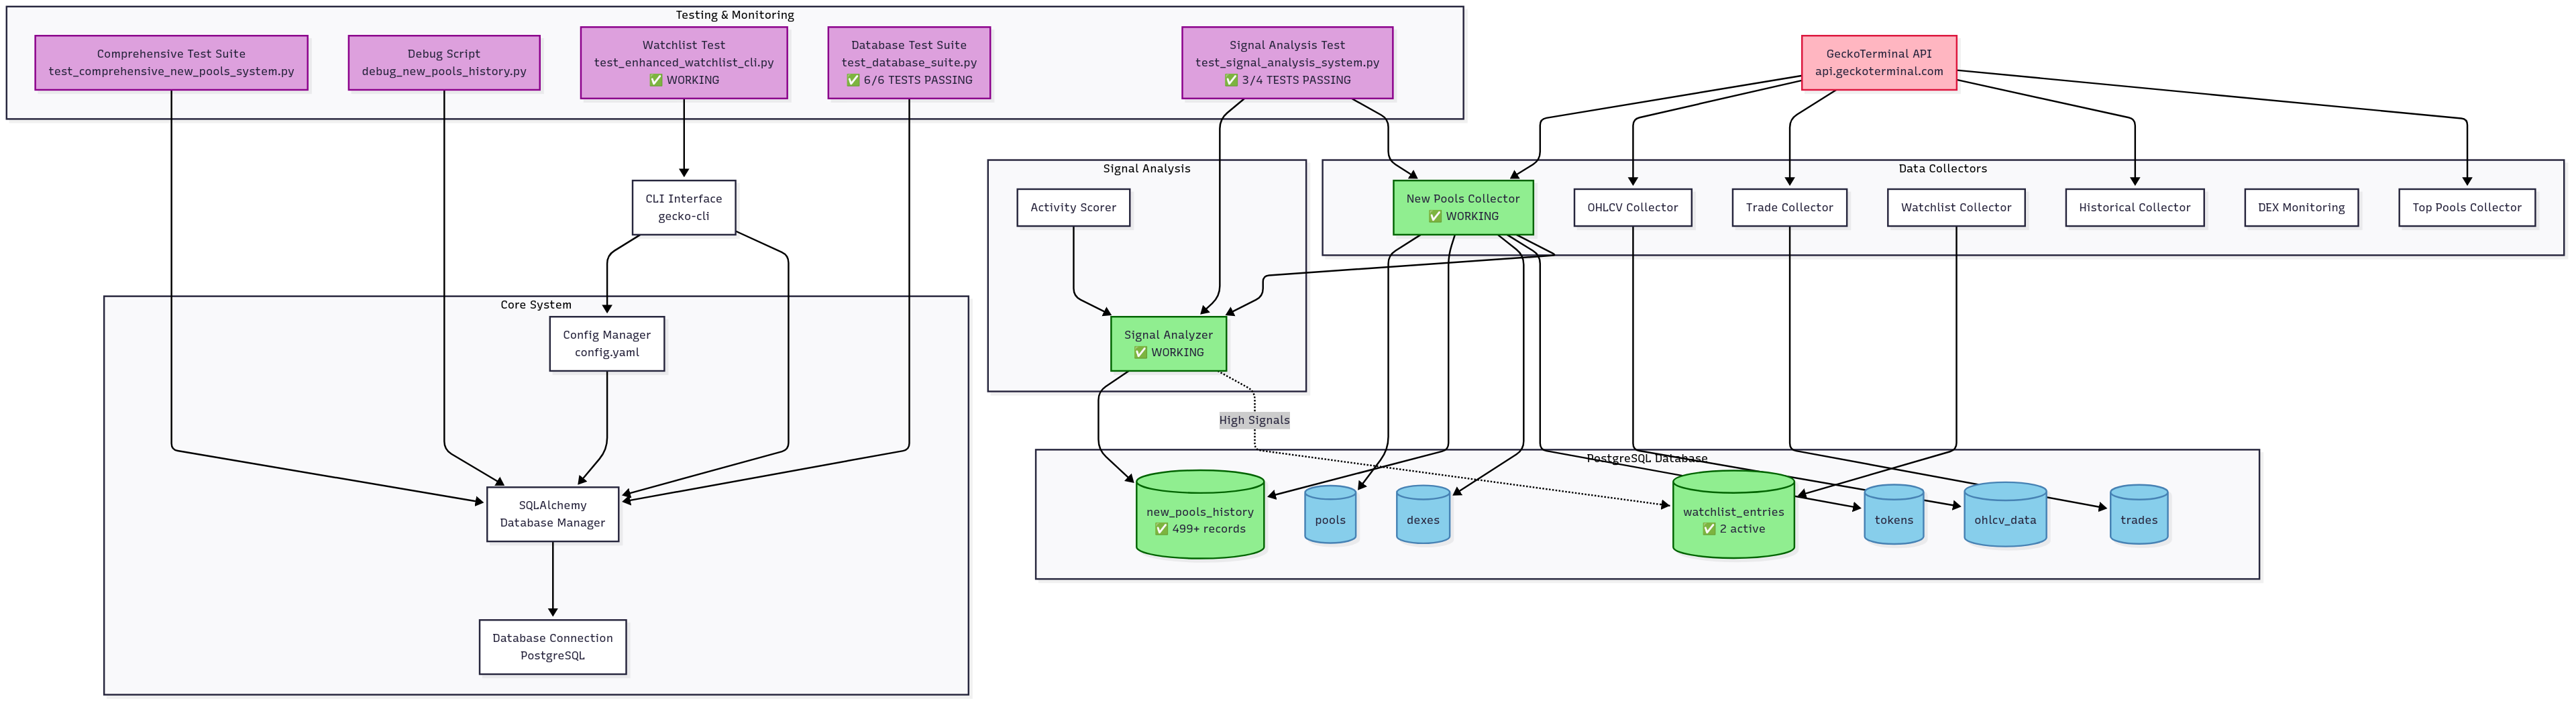 Testing & Monitoring
Comprehensive Test Suite
test_comprehensive_new_pools_system.py
Debug Script
debug_new_pools_history.py
Watchlist Test
test_enhanced_watchlist_cli.py
✅ WORKING
Database Test Suite
test_database_suite.py
✅ 6/6 TESTS PASSING
Signal Analysis Test
test_signal_analysis_system.py
✅ 3/4 TESTS PASSING
GeckoTerminal API
api.geckoterminal.com
CLI Interface
gecko-cli
Signal Analysis
Activity Scorer
Data Collectors
New Pools Collector
✅ WORKING
OHLCV Collector
Trade Collector
Watchlist Collector
Historical Collector
DEX Monitoring
Top Pools Collector
Core System
Config Manager
config.yaml
Signal Analyzer
✅ WORKING
High Signals
PostgreSQL Database
SQLAlchemy
Database Manager
new_pools_history
✅ 499+ records
pools
dexes
watchlist_entries
✅ 2 active
tokens
ohlcv_data
trades
Database Connection
PostgreSQL